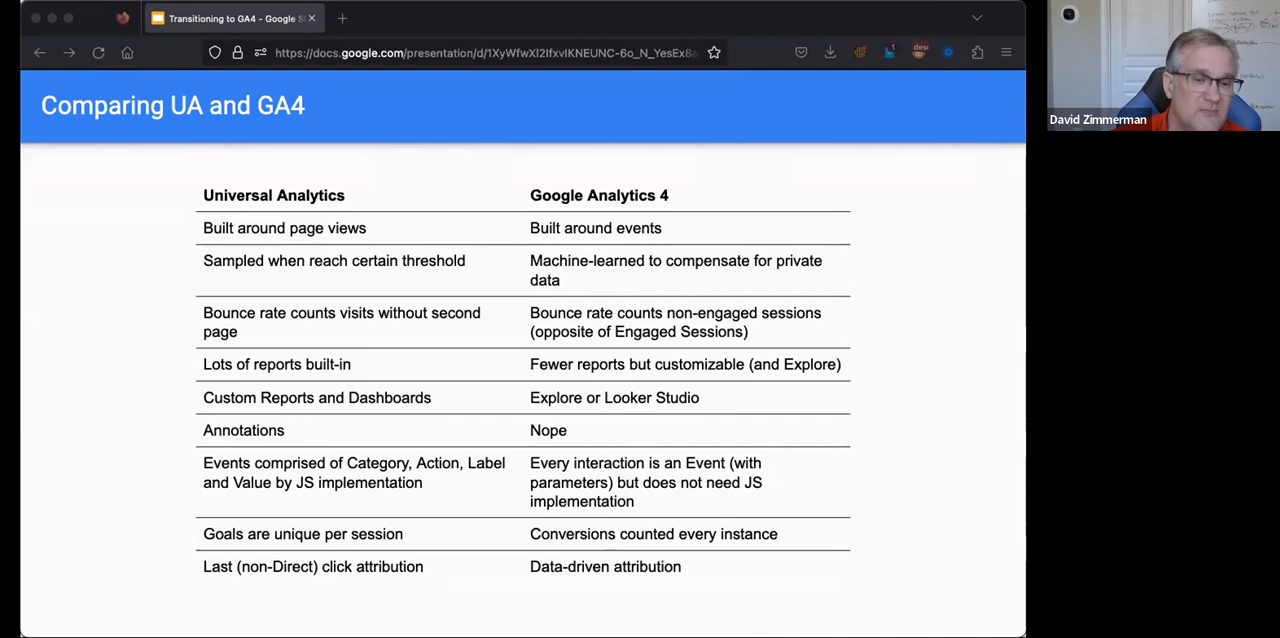 Transitioning to GA4 - Google Sl
https://docs.google.com/presentation/d/1XyWfwXI2IfxvIKNEUNC-6o_N_YesEx8
David Zimmerman
Comparing UA and GA4
Universal Analytics Google Analytics 4
Built around page views Built around events
Sampled when reach certain threshold Machine-learned to compensate for private
data
Bounce rate counts visits without second Bounce rate counts non-engaged sessions
page (opposite of Engaged Sessions)
Lots of reports built-in Fewer reports but customizable (and Explore)
Custom Reports and Dashboards Explore or Looker Studio
Annotations Nope
Events comprised of Category, Action, Label Every interaction is an Event (with
and Value by JS implementation parameters) but does not need JS
implementation
Goals are unique per session Conversions counted every instance
Last (non-Direct) click attribution Data-driven attribution